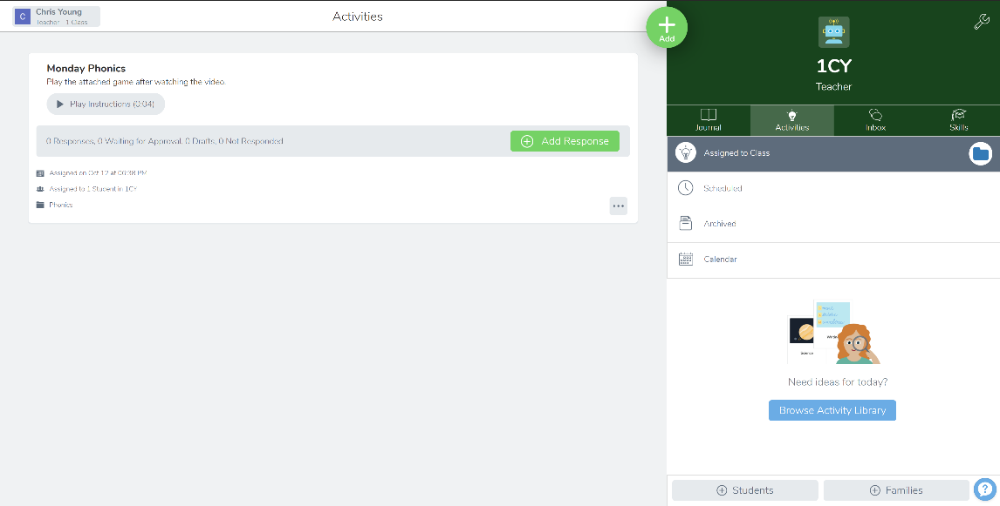 C
Chris Young
Teacher - 1 Class
Activities
Add
Monday Phonics
Play the attached game after watching the video.
Play Instructions (0:04)
0 Responses, 0 Waiting for Approval, 0 Drafts, 0 Not Responded
Add Response
Assigned on Oct 12 at 06:38 PM
Assigned to 1 Student in 1CY
Phonics
1CY
Teacher
Journal
Activities
Inbox
Skills
Assigned to Class
Scheduled
Archived
Calendar
Science
Need ideas for today?
Browse Activity Library
Students
Families
?